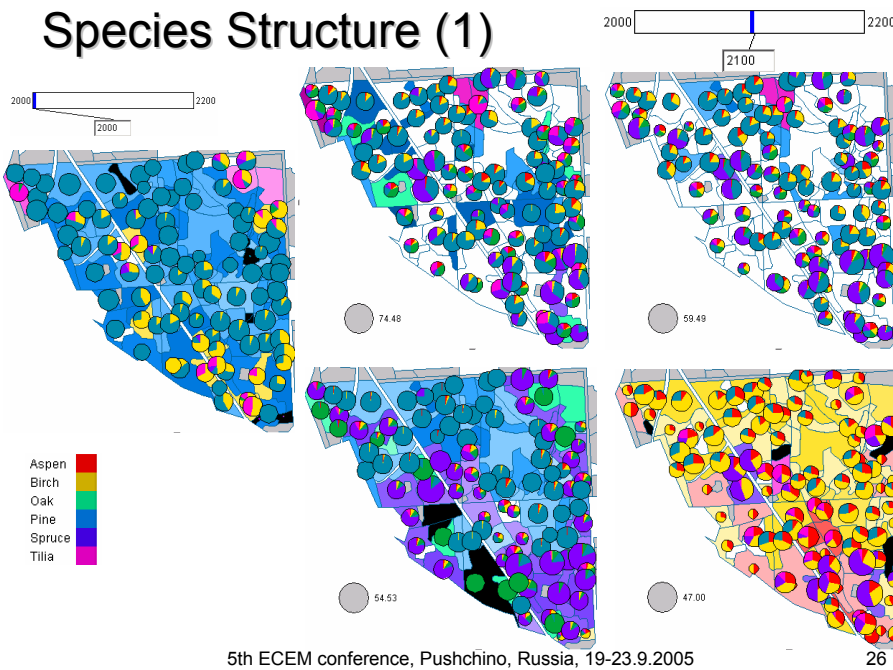 Species Structure (1)
2000 2200
2100
2000 2200
2000
74.48
59.49
Aspen
Birch
Oak
Pine
Spruce
Tilia
54.53
47.00
5th ECEM conference, Pushchino, Russia, 19-23.9.2005
26